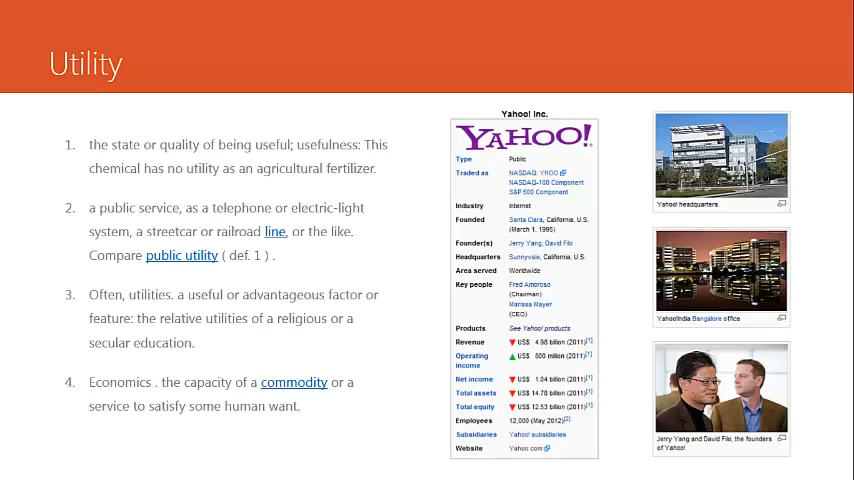 Utility
1. the state or quality of being useful; usefulness: This
chemical has no utility as an agricultural fertilizer.
2. a public service, as a telephone or electric-light
system, a streetcar or railroad line, or the like.
Compare public utility ( def. 1 ) .
3. Often, utilities. a useful or advantageous factor or
feature: the relative utilities of a religious or a
secular education.
4. Economics . the capacity of a commodity or a
service to satisfy some human want.
Yahoo! Inc.
YAHOO!
Type Public
Traded as NASDAQ: YHOO
NASDAQ-100 Component
S&P 500 Component
Industry Internet
Founded Santa Clara, California, U.S.
(March 1, 1995)
Founder(s) Jerry Yang, David Filo
Headquarters Sunnyvale, California, U.S.
Area served Worldwide
Key people Fred Amoroso
(Chairman)
Marissa Mayer
(CEO)
Products See Yahoo! products
Revenue ▼ US$ 4.98 billion (2011)[1]
Operating income ▲ US$ 800 million (2011)[1]
Net income ▼ US$ 1.04 billion (2011)[1]
Total assets ▼ US$ 14.78 billion (2011)[1]
Total equity ▼ US$ 12.53 billion (2011)[1]
Employees 12,000 (May 2012)[2]
Subsidiaries Yahoo! subsidiaries
Website Yahoo.com
Yahoo! headquarters
Yahoo!India Bangalore office
Jerry Yang and David Filo, the founders
of Yahoo!